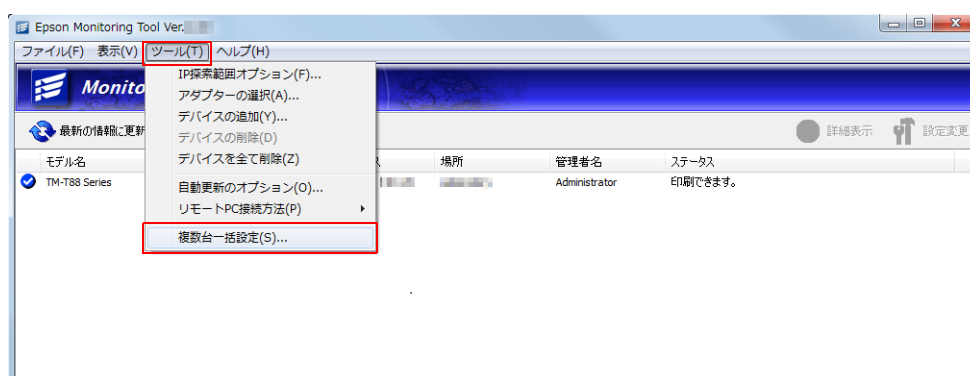 Epson Monitoring Tool Ver.
ファイル(F) 表示(V) ツール(T) ヘルプ(H)
Monito
IP探索範囲オプション(F)...
アダプターの選択(A)...
デバイスの追加(Y)...
デバイスの削除(D)
デバイスを全て削除(Z)
自動更新のオプション(O)...
リモートPC接続方法(P)
複数台一括設定(S)...
最新の情報に更新
詳細表示 設定変更
モデル名 ス 場所 管理者名 ステータス
TM-T88 Series Administrator 印刷できます。